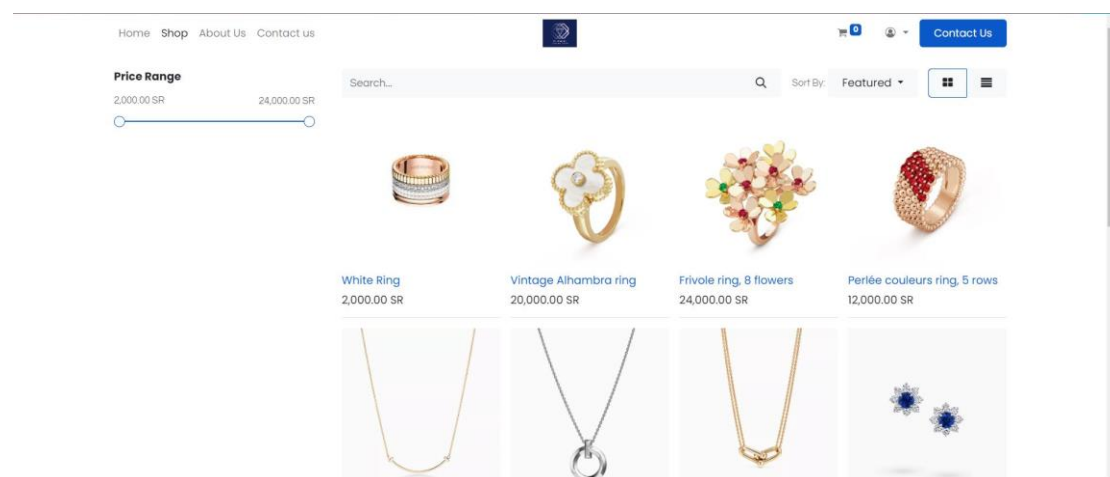 Home Shop About Us Contact us
0
Contact Us
Price Range
2,000.00 SR 24,000.00 SR
Search...
Sort By: Featured
White Ring
2,000.00 SR
Vintage Alhambra ring
20,000.00 SR
Frivole ring, 8 flowers
24,000.00 SR
Perlée couleurs ring, 5 rows
12,000.00 SR